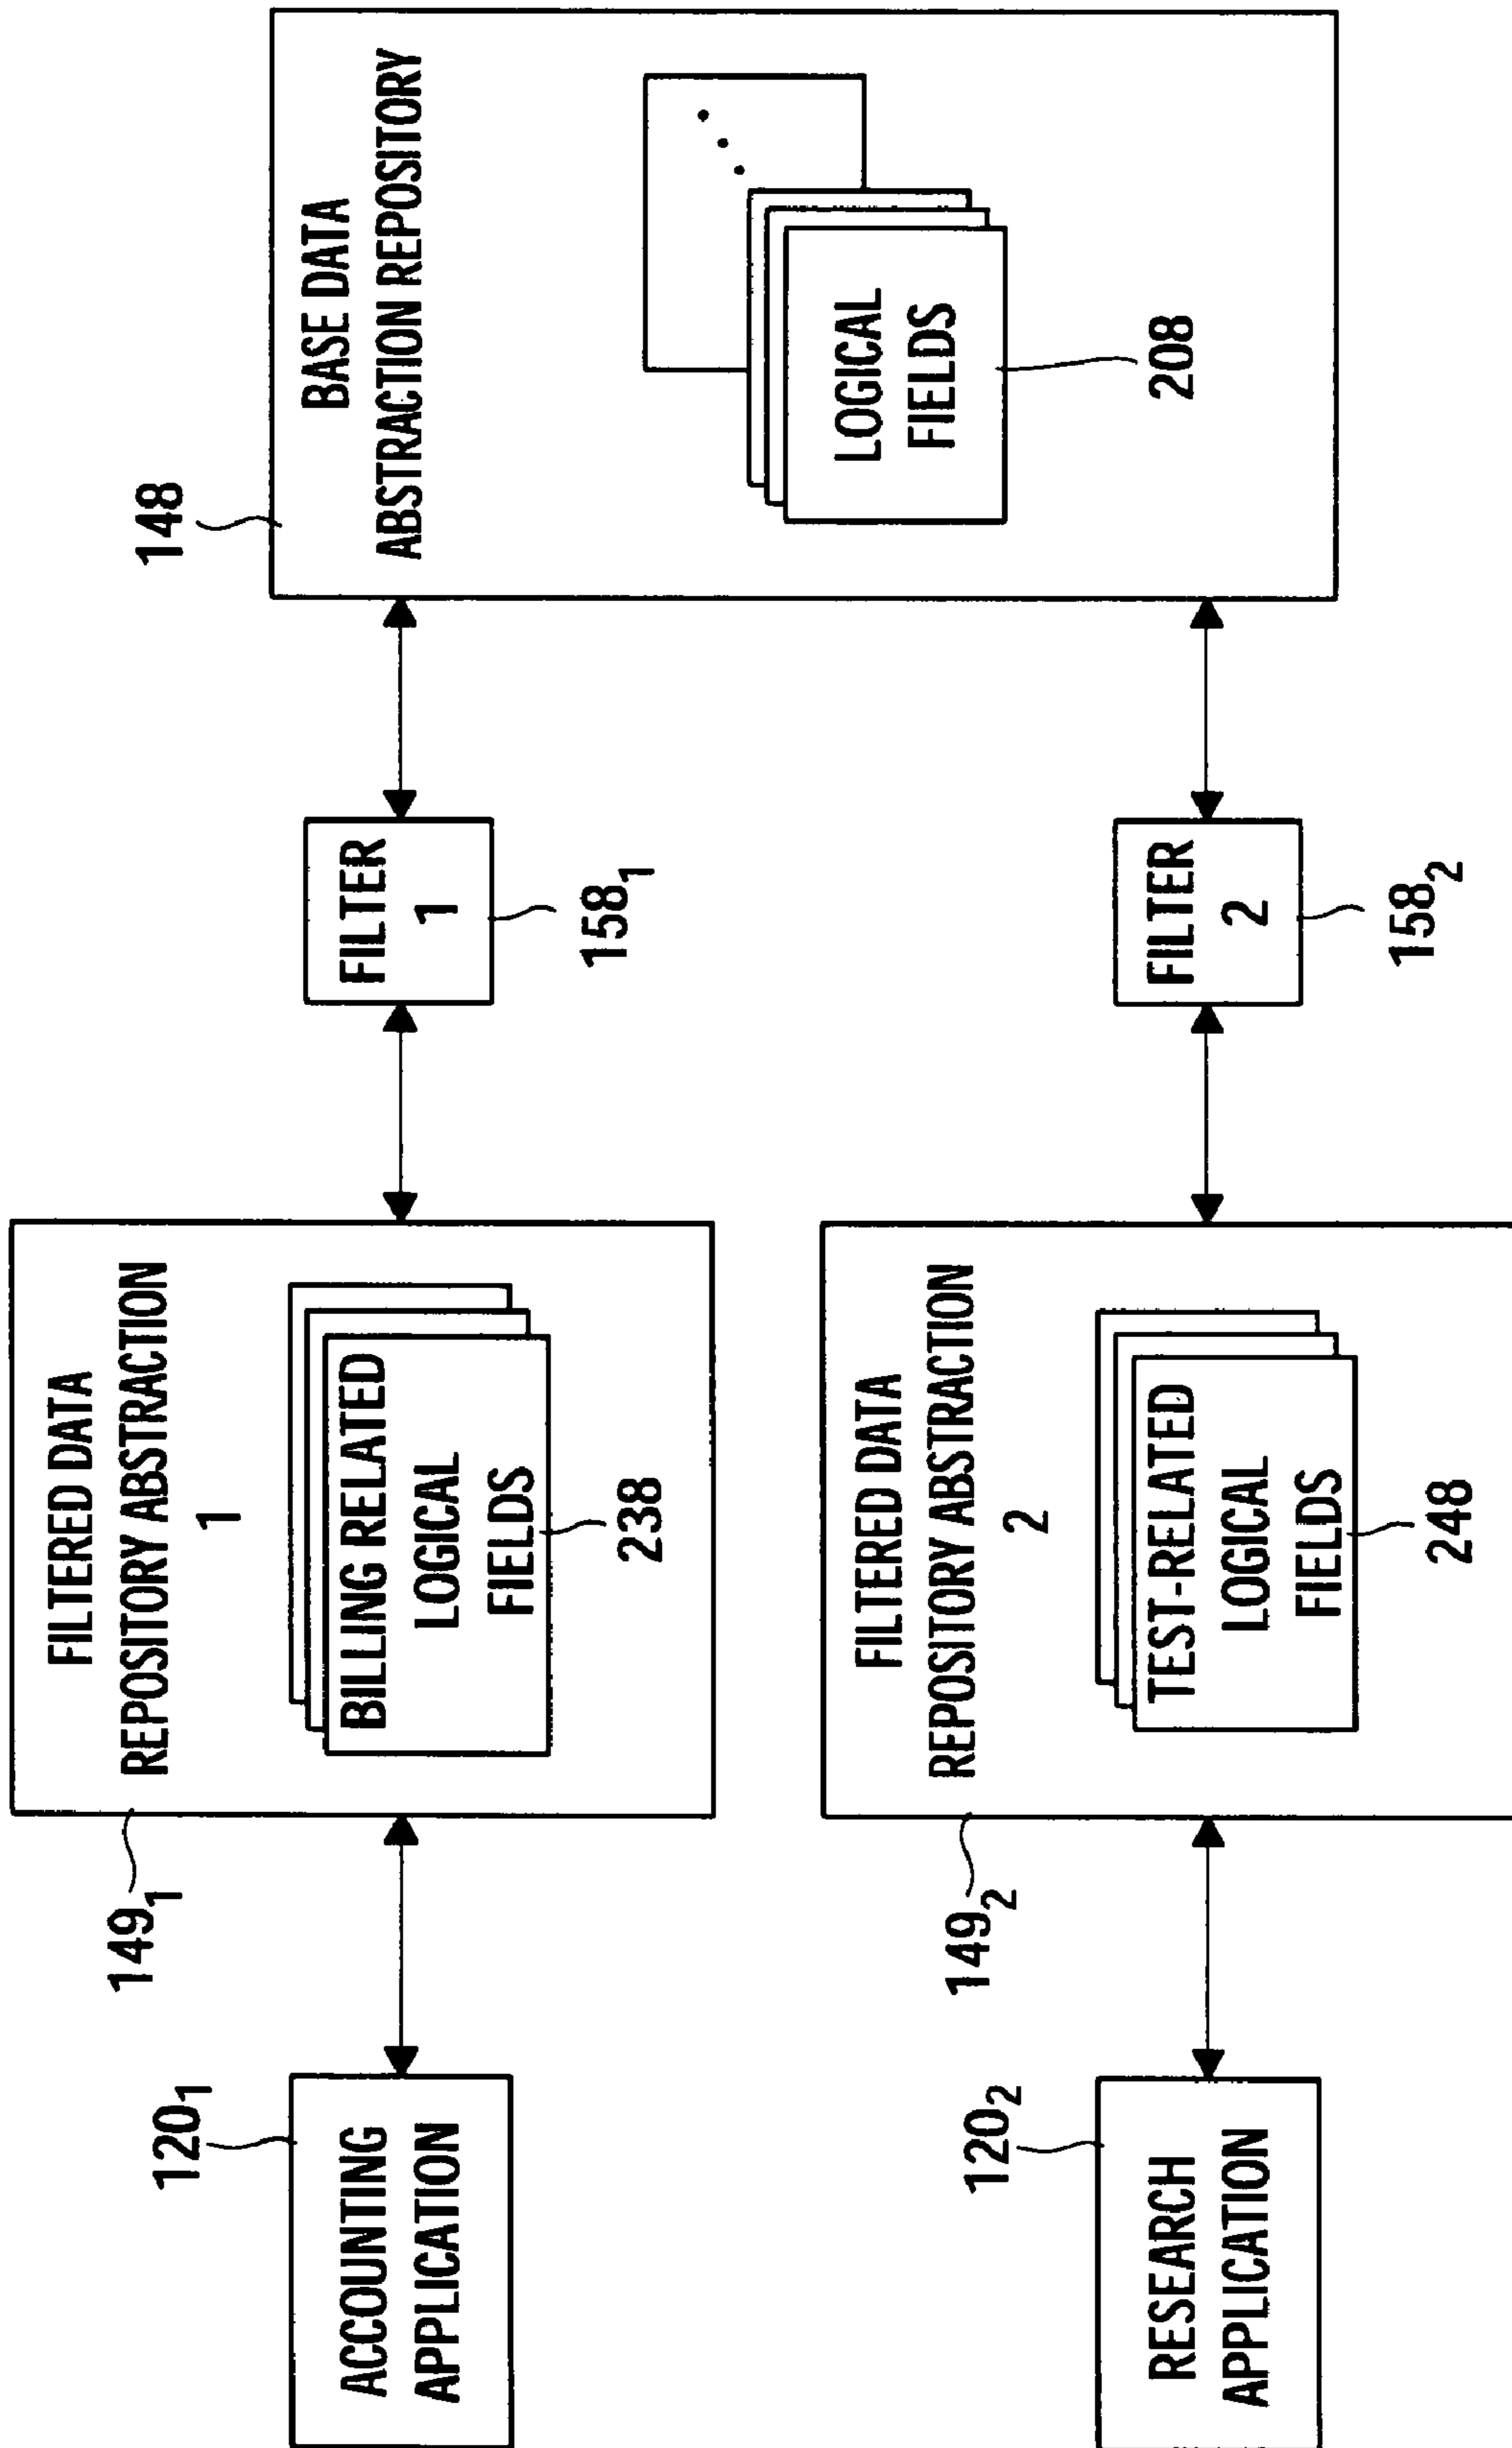 120₁
ACCOUNTING
APPLICATION
149₁
FILTERED DATA
REPOSITORY ABSTRACTION
1
BILLING RELATED
LOGICAL
FIELDS
238
FILTER
1
158₁
148
BASE DATA
ABSTRACTION REPOSITORY
LOGICAL
FIELDS
208
120₂
RESEARCH
APPLICATION
149₂
FILTERED DATA
REPOSITORY ABSTRACTION
2
TEST-RELATED
LOGICAL
FIELDS
248
FILTER
2
158₂